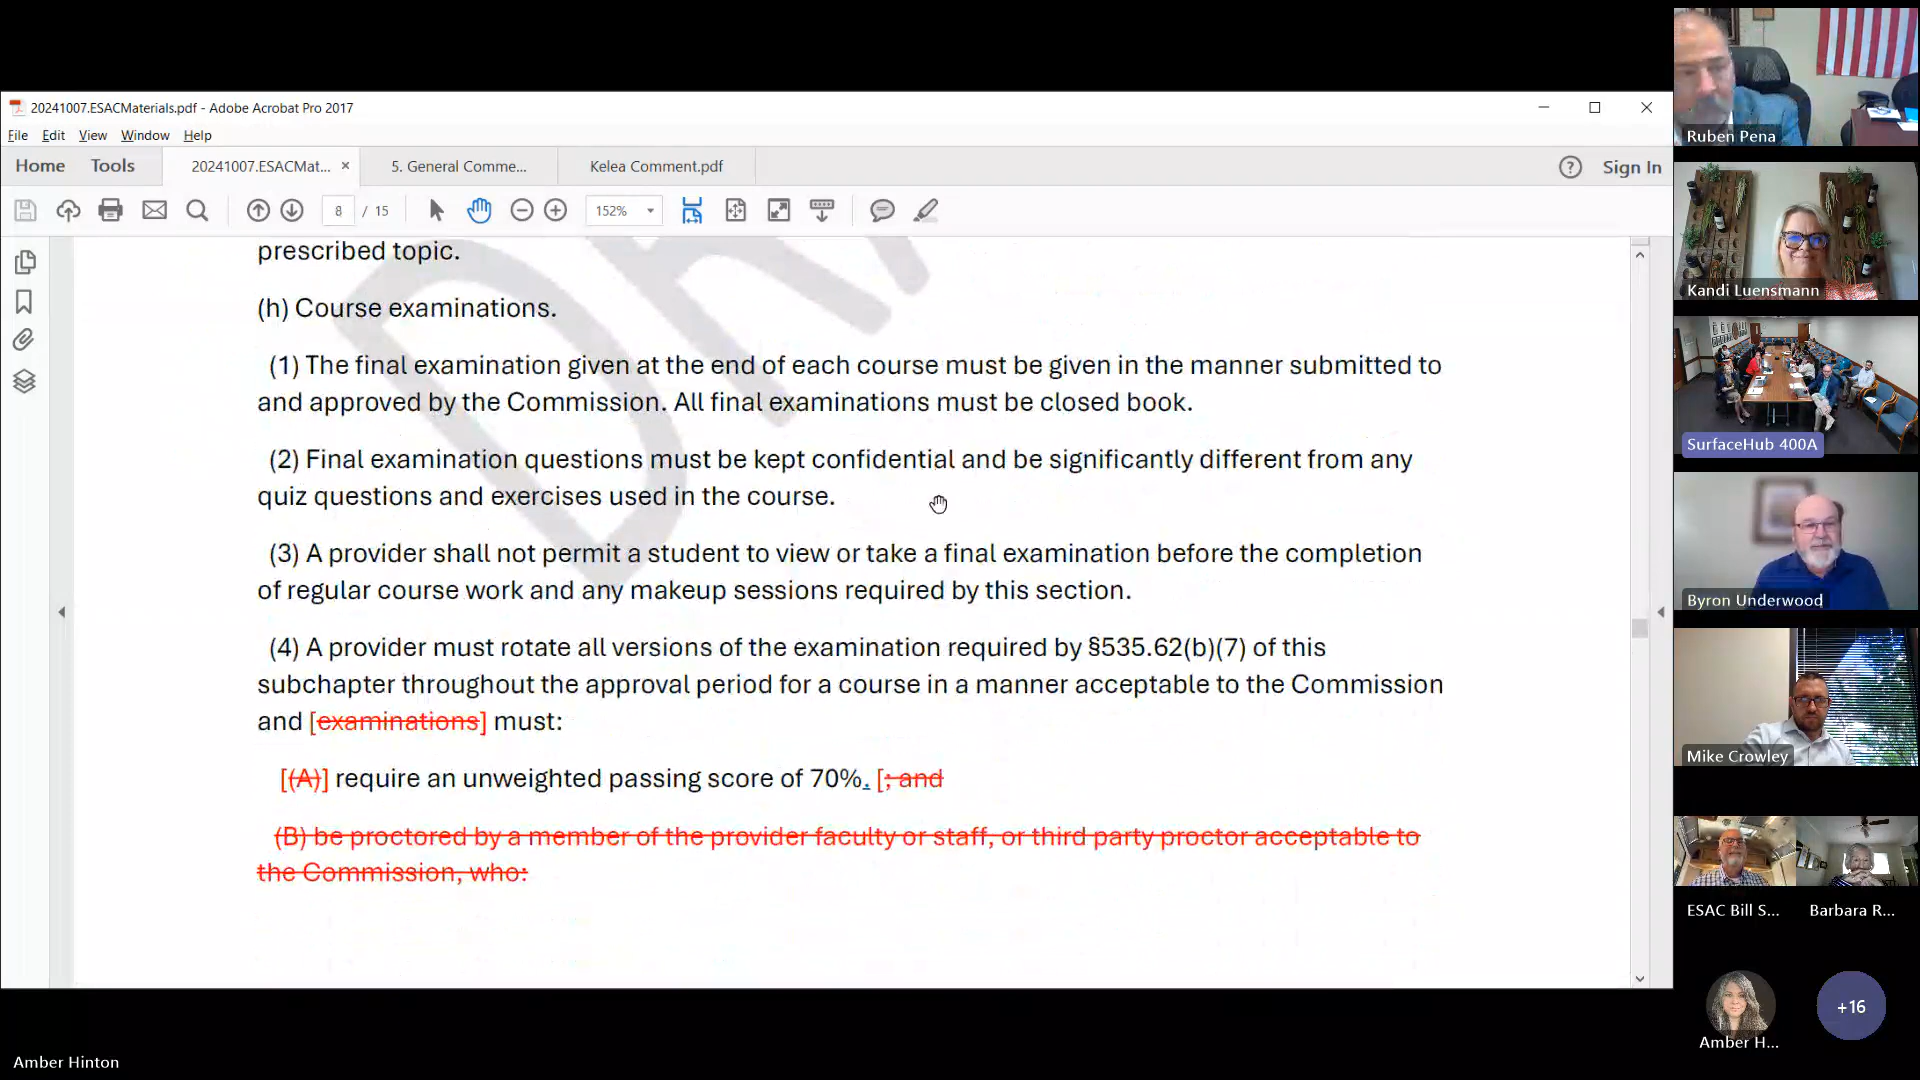 20241007.ESACMaterials.pdf - Adobe Acrobat Pro 2017
File Edit View Window Help
Home Tools 20241007.ESACMat... × 5. General Comme... Kelea Comment.pdf Sign In
8 / 15 152%
prescribed topic.
(h) Course examinations.
(1) The final examination given at the end of each course must be given in the manner submitted to
and approved by the Commission. All final examinations must be closed book.
(2) Final examination questions must be kept confidential and be significantly different from any
quiz questions and exercises used in the course.
(3) A provider shall not permit a student to view or take a final examination before the completion
of regular course work and any makeup sessions required by this section.
(4) A provider must rotate all versions of the examination required by §535.62(b)(7) of this
subchapter throughout the approval period for a course in a manner acceptable to the Commission
and [examinations] must:
[(A)] require an unweighted passing score of 70%. [; and
(B) be proctored by a member of the provider faculty or staff, or third party proctor acceptable to
the Commission, who:
Ruben Pena
Kandi Luensmann
SurfaceHub 400A
Byron Underwood
Mike Crowley
ESAC Bill S... Barbara R...
Amber H... +16
Amber Hinton